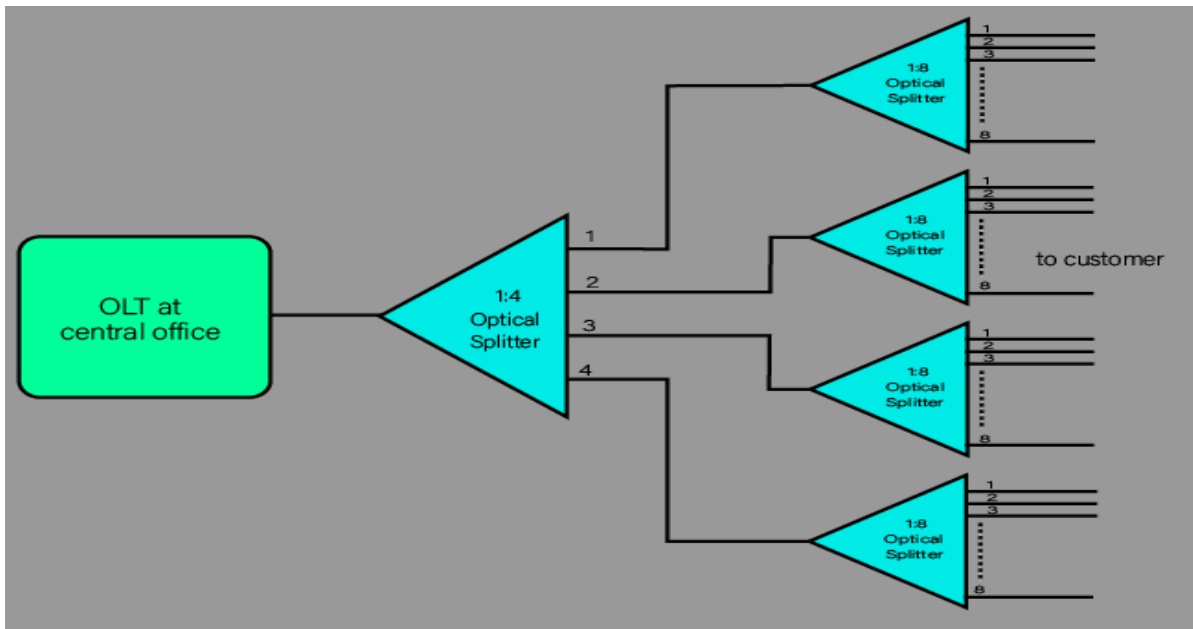 OLT at
central office
1:4
Optical
Splitter
1
2
3
4
1:8
Optical
Splitter
1
2
3
8
1:8
Optical
Splitter
1
2
3
8
to customer
1:8
Optical
Splitter
1
2
3
8
1:8
Optical
Splitter
1
2
3
8